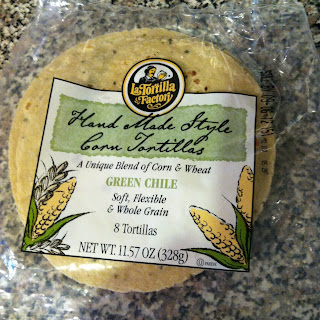 La Tortilla
Factory
Hand Made Style
Corn Tortillas
A Unique Blend of Corn & Wheat
GREEN CHILE
Soft, Flexible
& Whole Grain
8 Tortillas
NET WT. 11.57 OZ (328g)